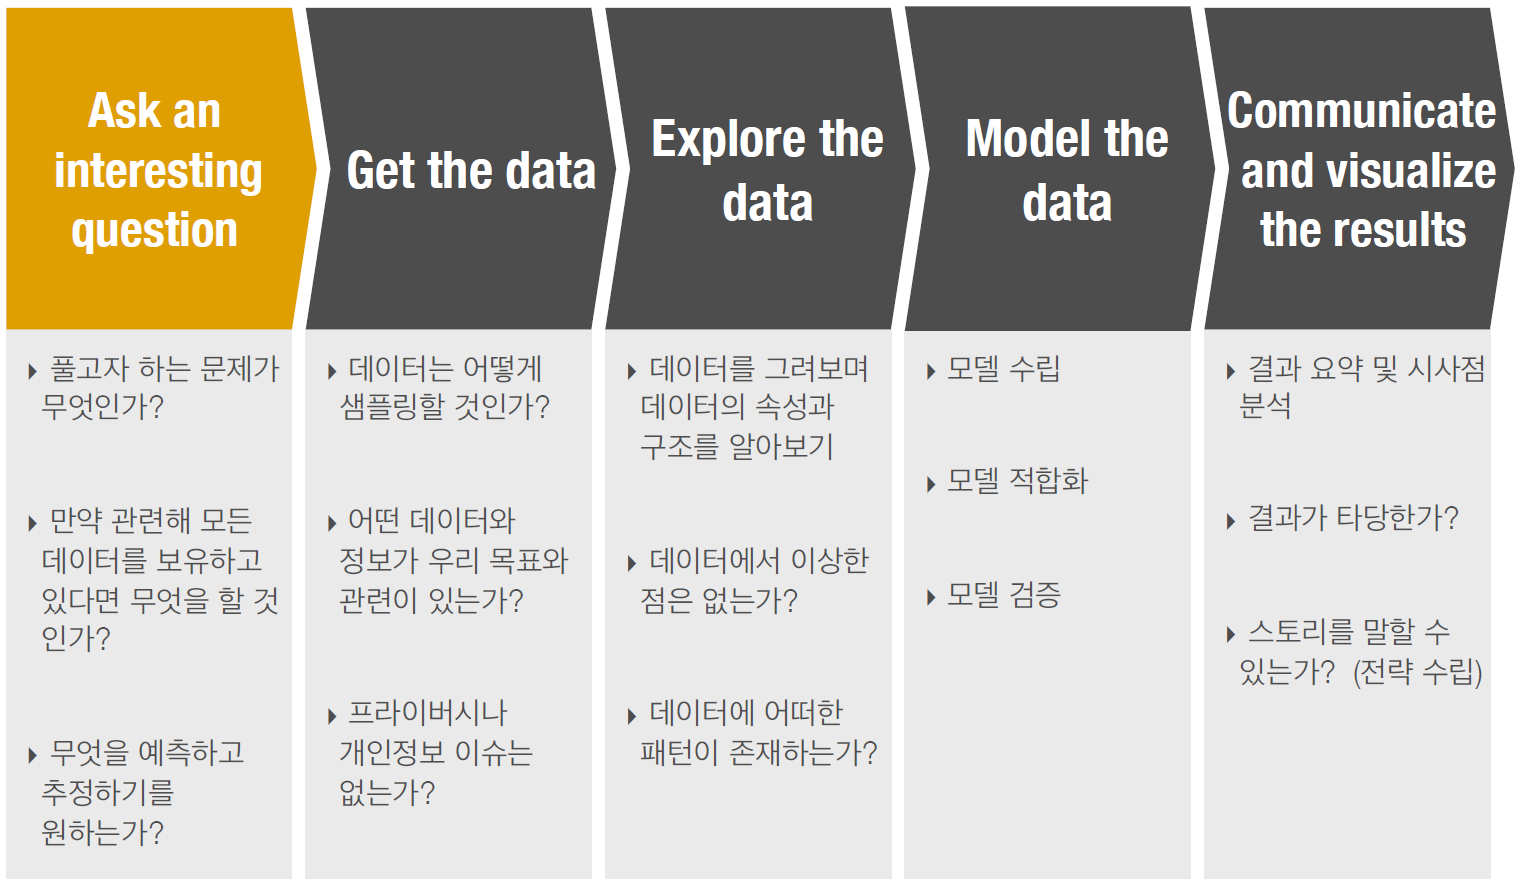 Ask an
interesting
question
▸ 풀고자 하는 문제가
무엇인가?
▸ 만약 관련해 모든
데이터를 보유하고
있다면 무엇을 할 것
인가?
▸ 무엇을 예측하고
추정하기를
원하는가?
Get the data
▸ 데이터는 어떻게
샘플링할 것인가?
▸ 어떤 데이터와
정보가 우리 목표와
관련이 있는가?
▸ 프라이버시나
개인정보 이슈는
없는가?
Explore the
data
▸ 데이터를 그려보며
데이터의 속성과
구조를 알아보기
▸ 데이터에서 이상한
점은 없는가?
▸ 데이터에 어떠한
패턴이 존재하는가?
Model the
data
▸ 모델 수립
▸ 모델 적합화
▸ 모델 검증
Communicate
and visualize
the results
▸ 결과 요약 및 시사점
분석
▸ 결과가 타당한가?
▸ 스토리를 말할 수
있는가? (전략 수립)